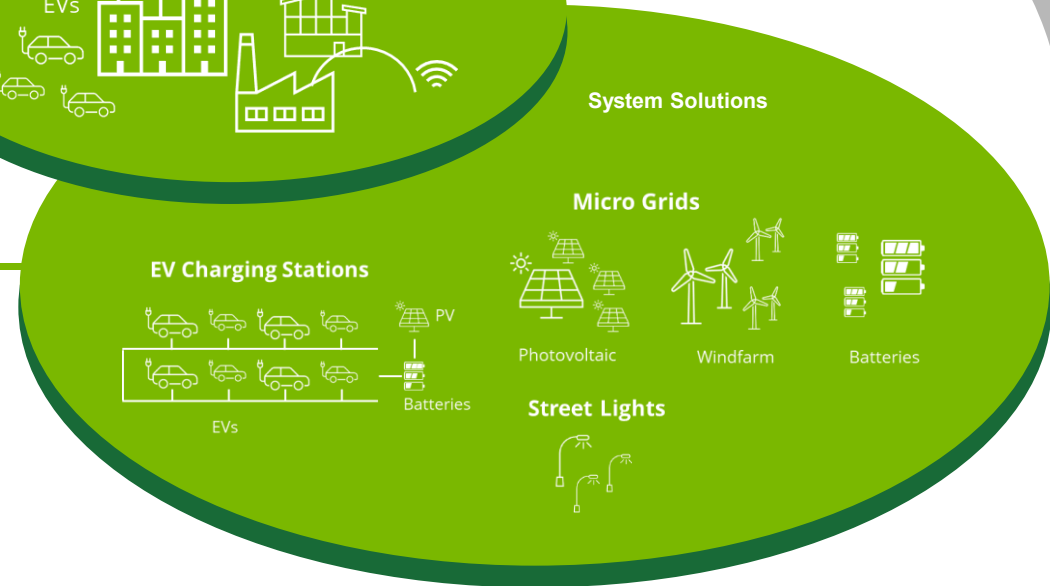 EVs
System Solutions
Micro Grids
EV Charging Stations
PV
Photovoltaic
Windfarm
Batteries
Batteries
Street Lights
EVs